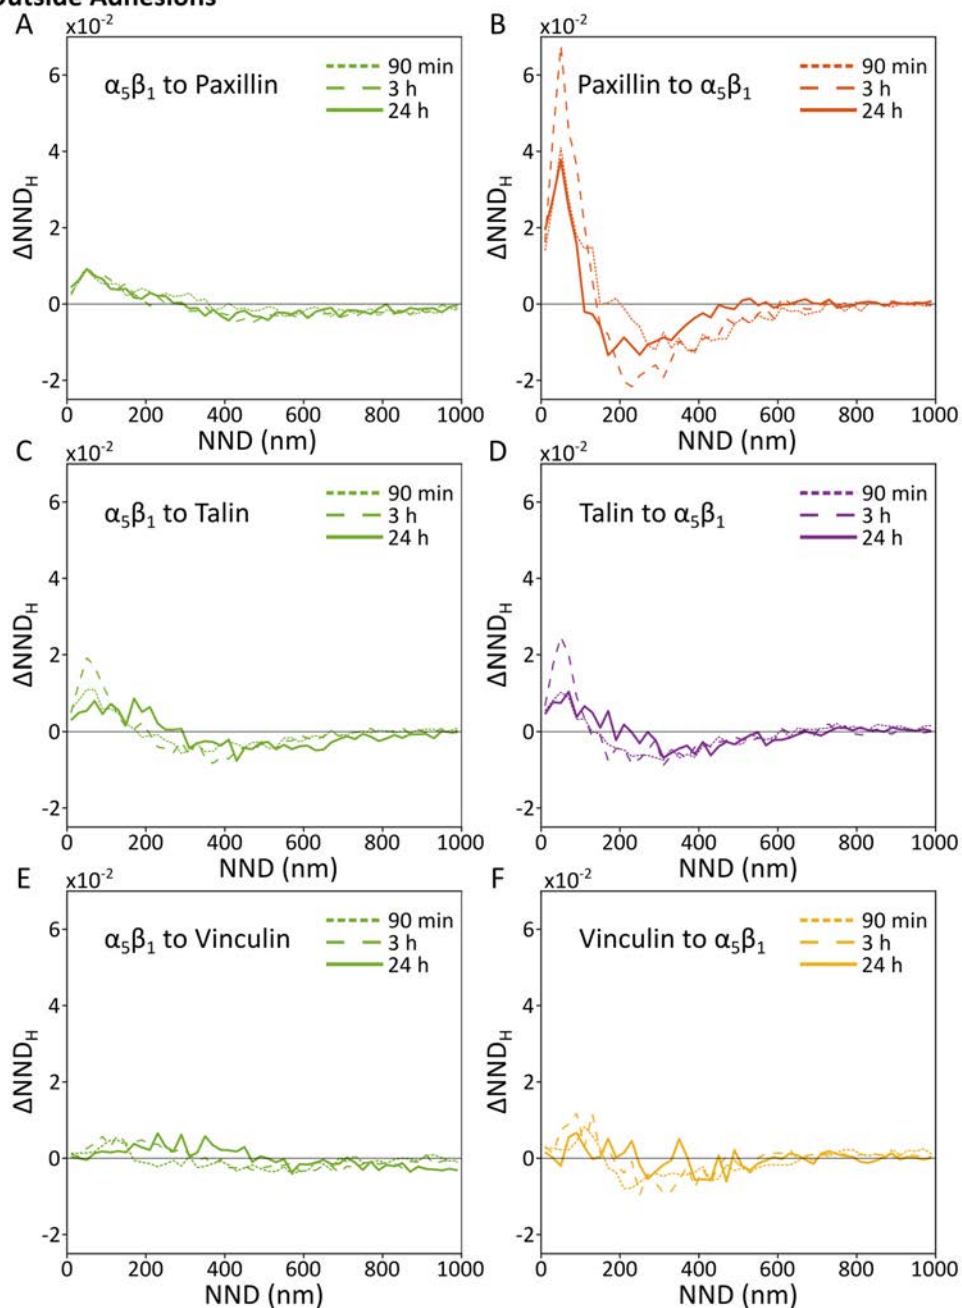 Outside Adhesions
A
x10-2
α5β1 to Paxillin
90 min
3 h
24 h
6
4
2
0
-2
ΔNNDH
0 200 400 600 800 1000
NND (nm)
B
x10-2
Paxillin to α5β1
90 min
3 h
24 h
6
4
2
0
-2
ΔNNDH
0 200 400 600 800 1000
NND (nm)
C
x10-2
α5β1 to Talin
90 min
3 h
24 h
6
4
2
0
-2
ΔNNDH
0 200 400 600 800 1000
NND (nm)
D
x10-2
Talin to α5β1
90 min
3 h
24 h
6
4
2
0
-2
ΔNNDH
0 200 400 600 800 1000
NND (nm)
E
x10-2
α5β1 to Vinculin
90 min
3 h
24 h
6
4
2
0
-2
ΔNNDH
0 200 400 600 800 1000
NND (nm)
F
x10-2
Vinculin to α5β1
90 min
3 h
24 h
6
4
2
0
-2
ΔNNDH
0 200 400 600 800 1000
NND (nm)